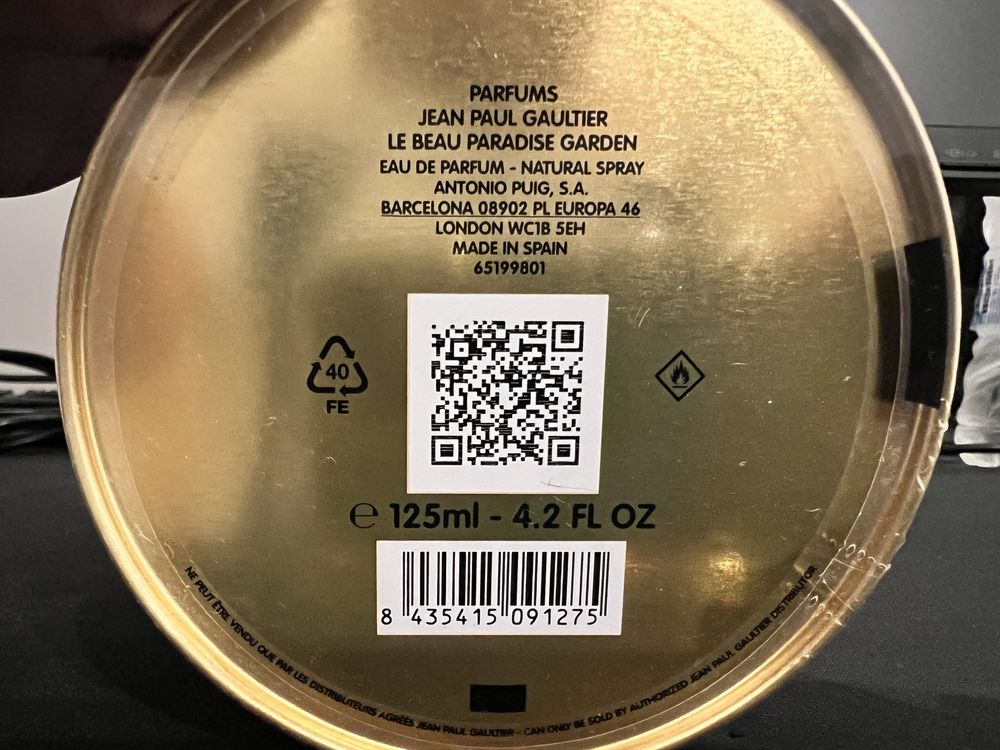 PARFUMS
JEAN PAUL GAULTIER
LE BEAU PARADISE GARDEN
EAU DE PARFUM - NATURAL SPRAY
ANTONIO PUIG, S.A.
BARCELONA 08902 PL EUROPA 46
LONDON WC1B 5EH
MADE IN SPAIN
65199801
40
FE
℮ 125ml - 4.2 FL OZ
8 435415 091275
NE PEUT ÊTRE VENDU QUE PAR LES DISTRIBUTEURS AGRÉÉS JEAN PAUL GAULTIER - CAN ONLY BE SOLD BY AUTHORIZED JEAN PAUL GAULTIER DISTRIBUTOR